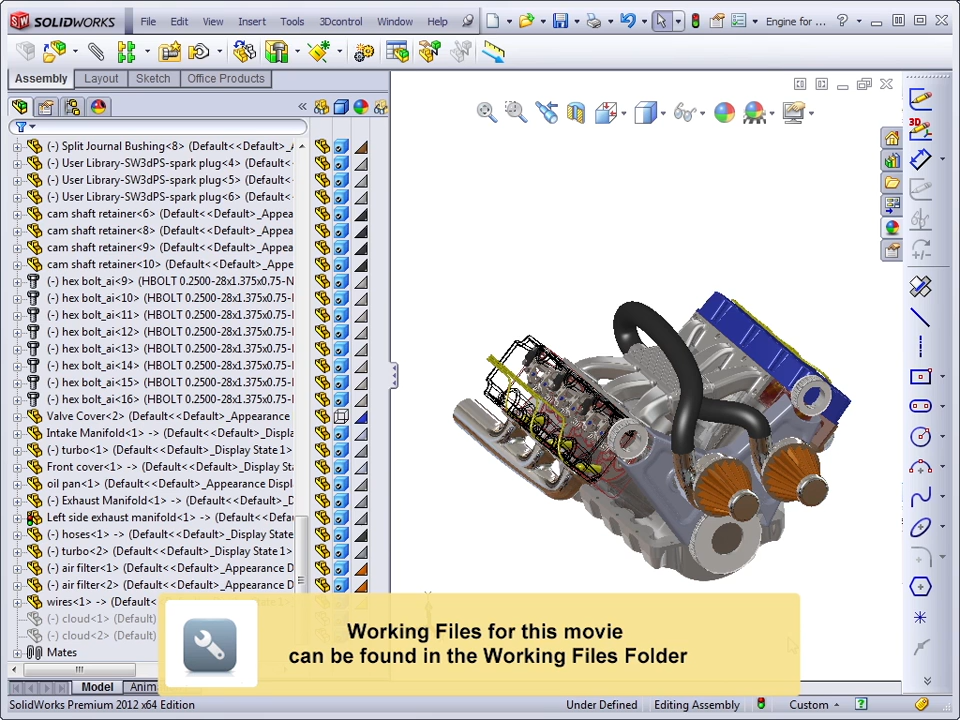 SOLIDWORKS File Edit View Insert Tools 3Dcontrol Window Help Engine for ... ?
Assembly Layout Sketch Office Products
3D
(-) Split Journal Bushing<8> (Default<<Default>_A
(-) User Library-SW3dPS-spark plug<4> (Default<
(-) User Library-SW3dPS-spark plug<5> (Default<
(-) User Library-SW3dPS-spark plug<6> (Default<
cam shaft retainer<6> (Default<<Default>_Appea
cam shaft retainer<8> (Default<<Default>_Appea
cam shaft retainer<9> (Default<<Default>_Appea
cam shaft retainer<10> (Default<<Default>_Appea
(-) hex bolt_ai<9> (HBOLT 0.2500-28x1.375x0.75-N
(-) hex bolt_ai<10> (HBOLT 0.2500-28x1.375x0.75-
(-) hex bolt_ai<11> (HBOLT 0.2500-28x1.375x0.75-
(-) hex bolt_ai<12> (HBOLT 0.2500-28x1.375x0.75-
(-) hex bolt_ai<13> (HBOLT 0.2500-28x1.375x0.75-
(-) hex bolt_ai<14> (HBOLT 0.2500-28x1.375x0.75-
(-) hex bolt_ai<15> (HBOLT 0.2500-28x1.375x0.75-
(-) hex bolt_ai<16> (HBOLT 0.2500-28x1.375x0.75-
Valve Cover<2> (Default<<Default>_Appearance
Intake Manifold<1> -> (Default<<Default>_Displa
(-) turbo<1> (Default<<Default>_Display State 1>
Front cover<1> -> (Default<<Default>_Display Sta
oil pan<1> (Default<<Default>_Appearance Displ
(-) Exhaust Manifold<1> -> (Default<<Default>_D
Left side exhaust manifold<1> -> (Default<<Defau
(-) hoses<1> (Default<<Default>_Display State 1>
(-) turbo<2> (Default<<Default>_Display State 1>
(-) air filter<1> (Default<<Default>_Appearance D
(-) air filter<2> (Default<<Default>_Appearance D
wires<1> -> (Default<<De
(-) cloud<1> (Default)
(-) cloud<2> (Default)
Mates
Working Files for this movie
can be found in the Working Files Folder
Model Anim
SolidWorks Premium 2012 x64 Edition Under Defined Editing Assembly Custom ?